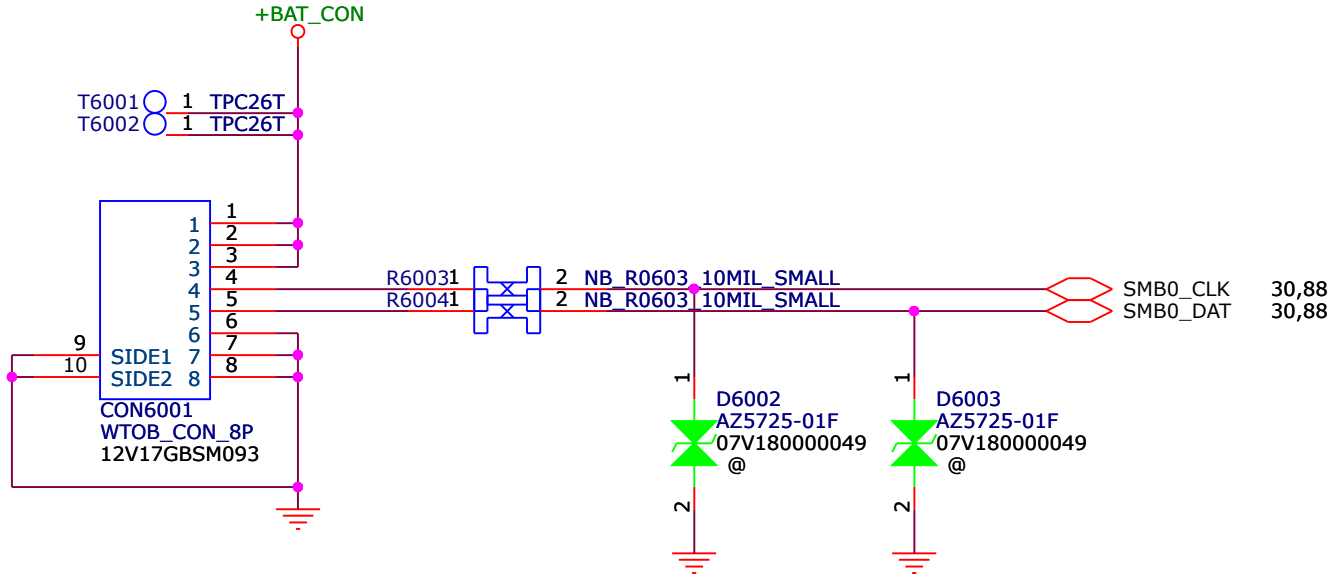 +BAT_CON
T6001 1 TPC26T
T6002 1 TPC26T
1 1
2 2
3 3
4 4
5 5
6 6
7 7
8 8
9 SIDE1
10 SIDE2
CON6001
WTOB_CON_8P
12V17GBSM093
R6003 1 2 NB_R0603_10MIL_SMALL SMB0_CLK 30,88
R6004 1 2 NB_R0603_10MIL_SMALL SMB0_DAT 30,88
1
D6002
AZ5725-01F
07V180000049
@
2
1
D6003
AZ5725-01F
07V180000049
@
2